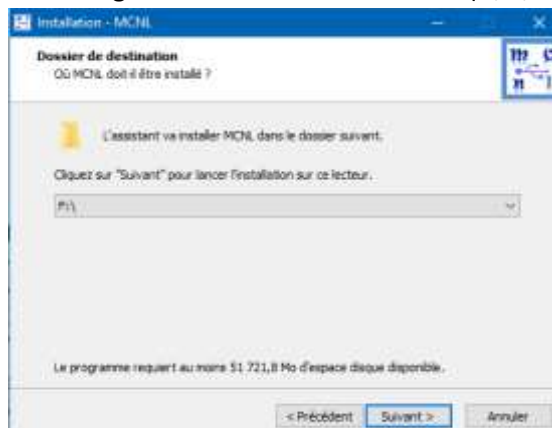 Installation - MCNL
Dossier de destination
Où MCNL doit-il être installé ?
m c
n l
L'assistant va installer MCNL dans le dossier suivant.
Cliquez sur "Suivant" pour lancer l'installation sur ce lecteur.
F:\
Le programme requiert au moins 51 721,8 Mo d'espace disque disponible.
< Précédent
Suivant >
Annuler